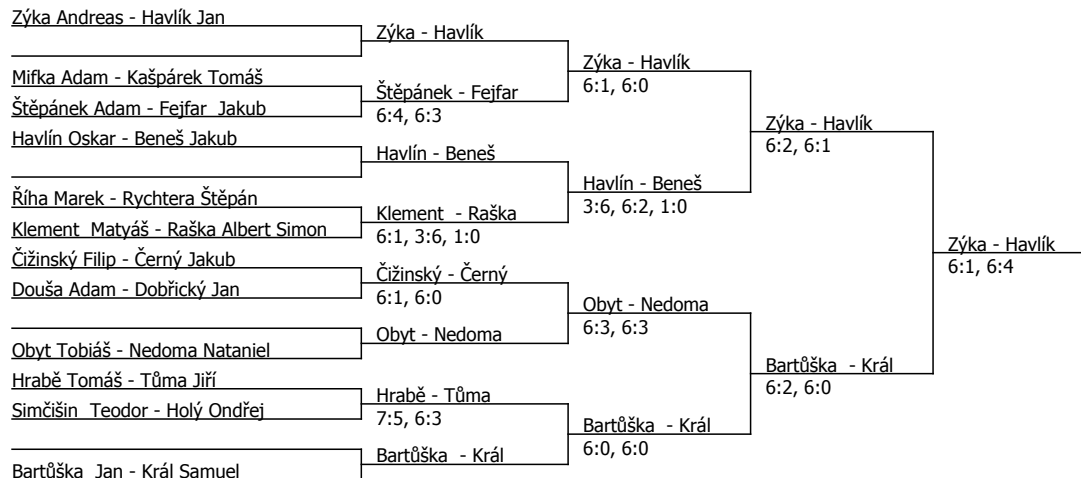 Zýka Andreas - Havlík Jan
Mifka Adam - Kašpárek Tomáš
Štěpánek Adam - Fejfar Jakub
Havlín Oskar - Beneš Jakub
Říha Marek - Rychtera Štěpán
Klement Matyáš - Raška Albert Simon
Čižinský Filip - Černý Jakub
Douša Adam - Dobřický Jan
Obyt Tobiáš - Nedoma Nataniel
Hrabě Tomáš - Tůma Jiří
Simčišin Teodor - Holý Ondřej
Bartůška Jan - Král Samuel
Zýka - Havlík
Štěpánek - Fejfar
6:4, 6:3
Havlín - Beneš
Klement - Raška
6:1, 3:6, 1:0
Čižinský - Černý
6:1, 6:0
Obyt - Nedoma
Hrabě - Tůma
7:5, 6:3
Bartůška - Král
Zýka - Havlík
6:1, 6:0
Havlín - Beneš
3:6, 6:2, 1:0
Obyt - Nedoma
6:3, 6:3
Bartůška - Král
6:0, 6:0
Zýka - Havlík
6:2, 6:1
Bartůška - Král
6:2, 6:0
Zýka - Havlík
6:1, 6:4